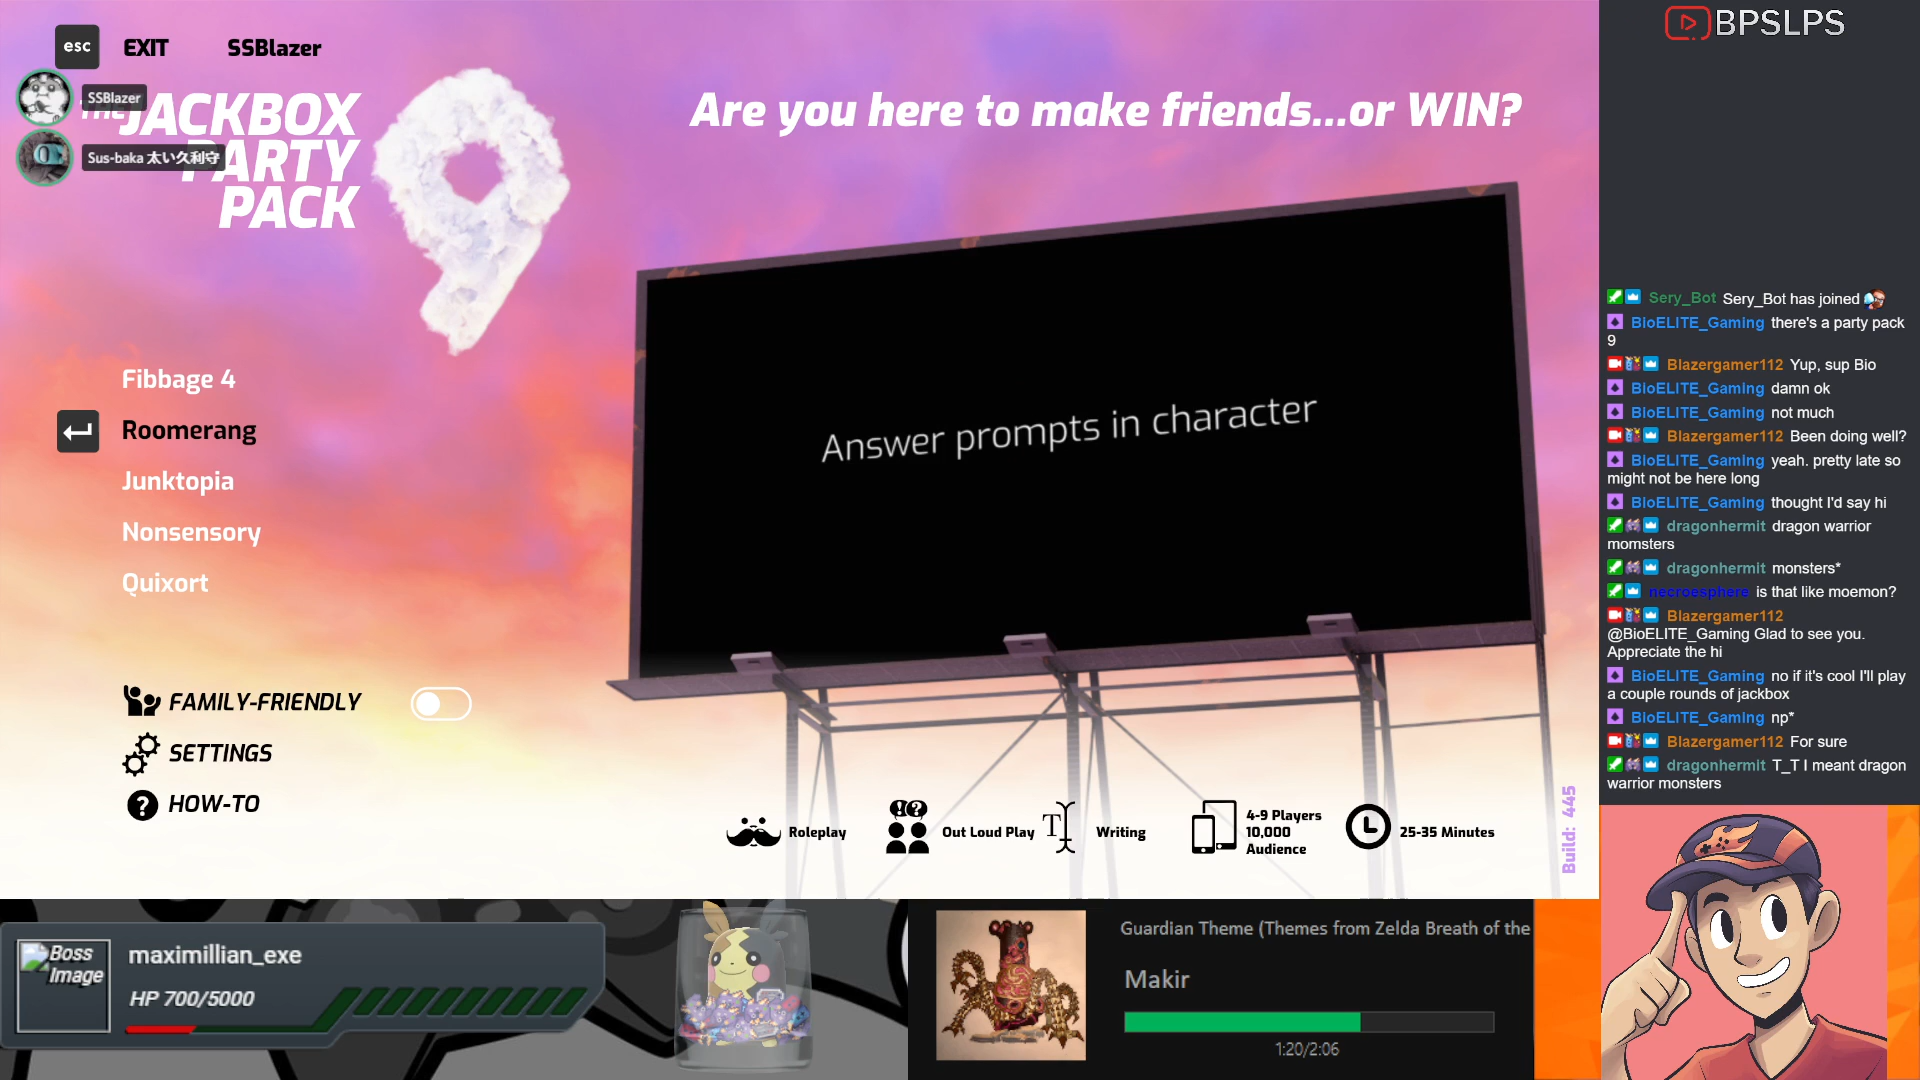 esc EXIT SSBlazer
SSBlazer
THE JACKBOX
PARTY
PACK
9
Sus-baka 太い久利守
Are you here to make friends...or WIN?
Answer prompts in character
Fibbage 4
Roomerang
Junktopia
Nonsensory
Quixort
FAMILY-FRIENDLY
SETTINGS
HOW-TO
Roleplay
Out Loud Play
Writing
4-9 Players
10,000
Audience
25-35 Minutes
Build: 445
BPSLPS
Sery_Bot Sery_Bot has joined
BioELITE_Gaming there's a party pack
9
Blazergamer112 Yup, sup Bio
BioELITE_Gaming damn ok
BioELITE_Gaming not much
Blazergamer112 Been doing well?
BioELITE_Gaming yeah. pretty late so
might not be here long
BioELITE_Gaming thought I'd say hi
dragonhermit dragon warrior
momsters
dragonhermit monsters*
necroesphere is that like moemon?
Blazergamer112
@BioELITE_Gaming Glad to see you.
Appreciate the hi
BioELITE_Gaming no if it's cool I'll play
a couple rounds of jackbox
BioELITE_Gaming np*
Blazergamer112 For sure
dragonhermit T_T I meant dragon
warrior monsters
Boss
Image
maximillian_exe
HP 700/5000
Guardian Theme (Themes from Zelda Breath of the
Makir
1:20/2:06